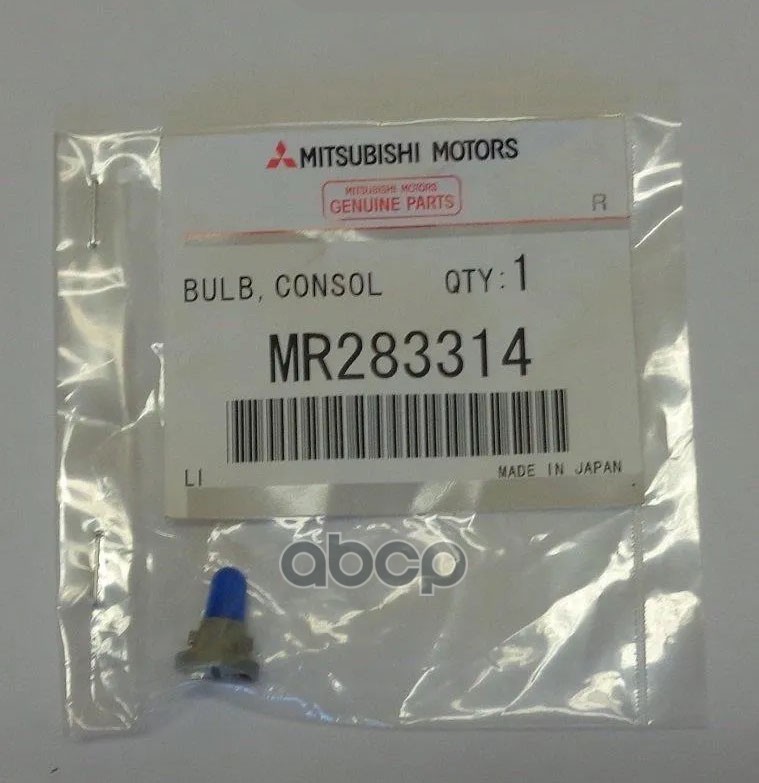 MITSUBISHI MOTORS
MITSUBISHI MOTORS
GENUINE PARTS
R
BULB, CONSOL QTY: 1
MR283314
LI MADE IN JAPAN
abcp